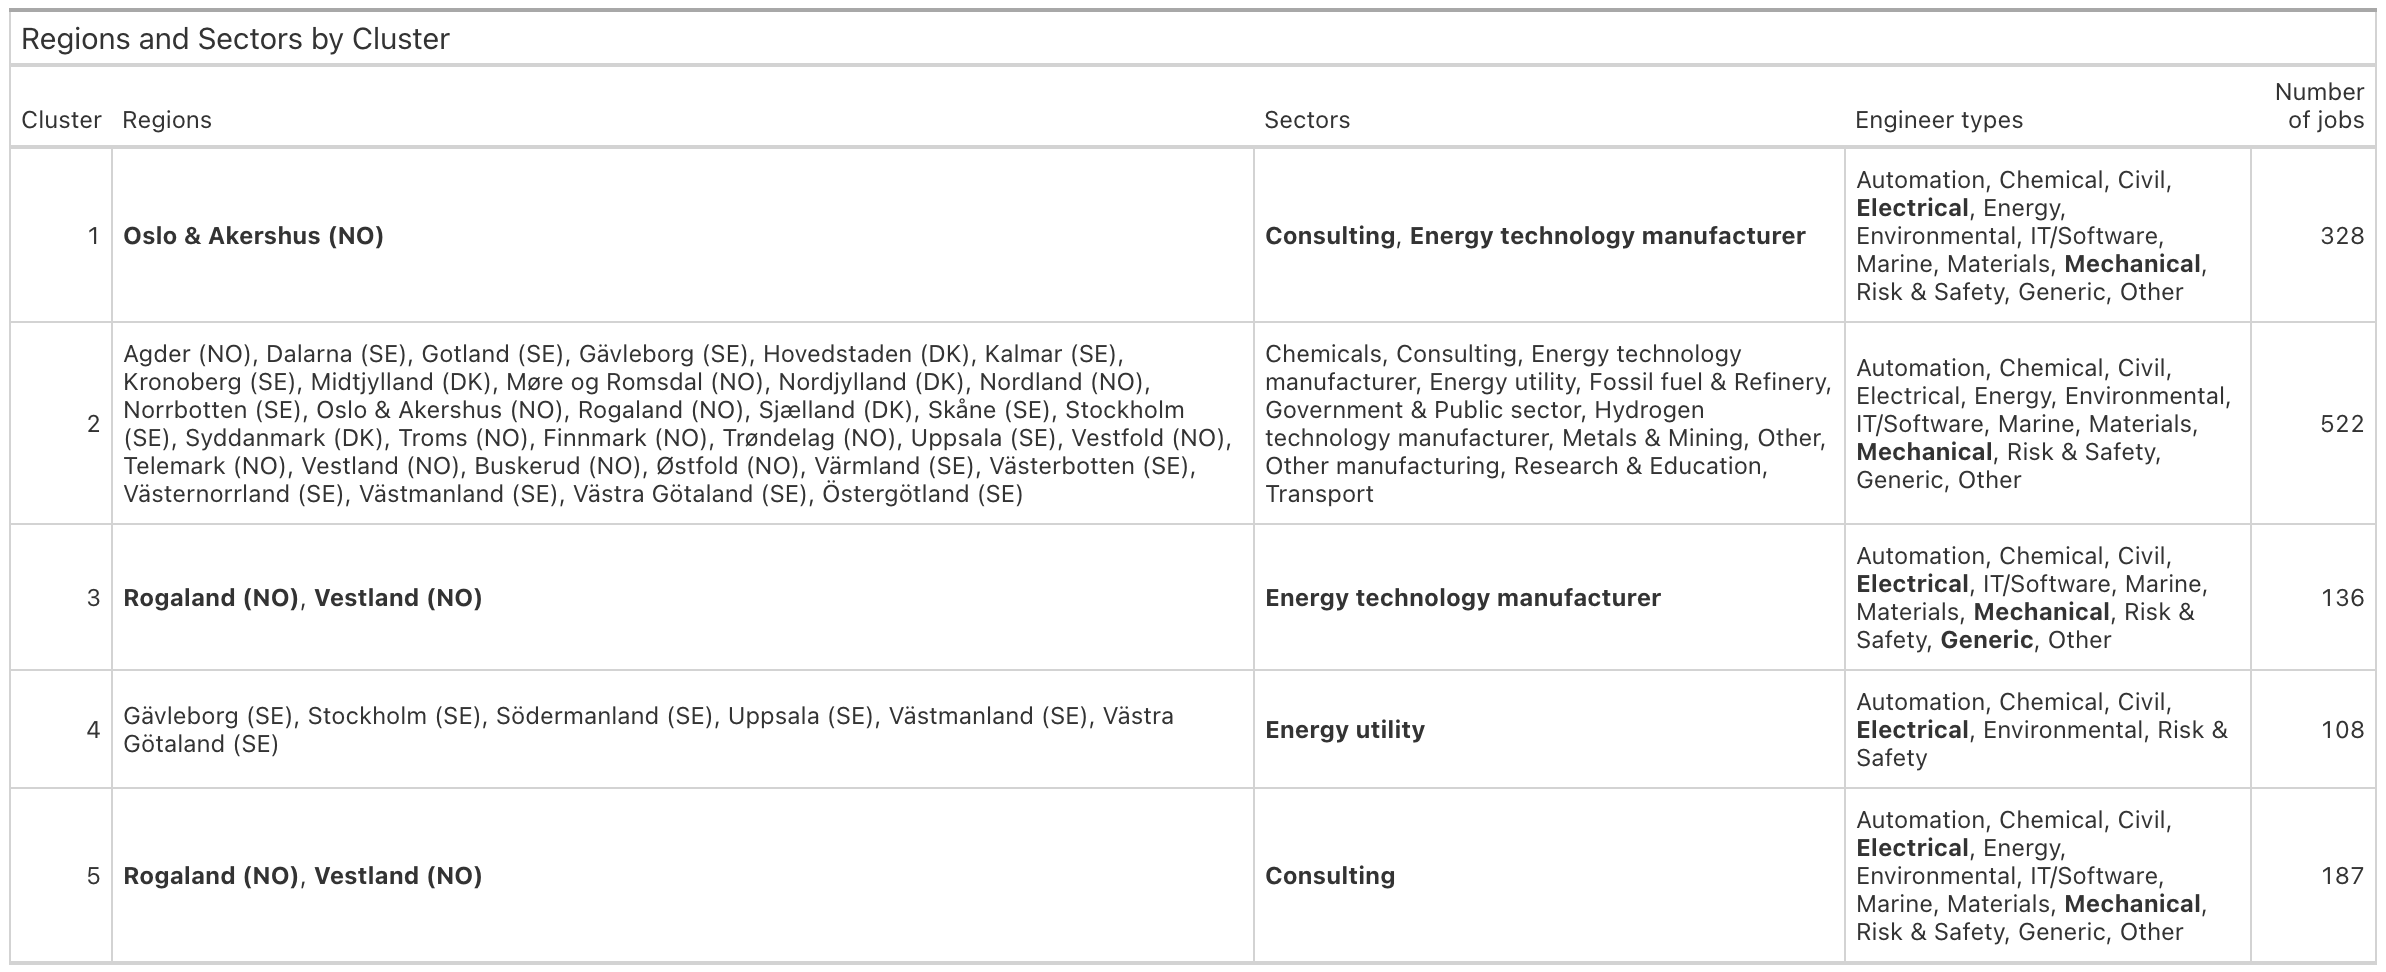 Regions and Sectors by Cluster
Cluster Regions Sectors Engineer types Number of jobs
1
Oslo & Akershus (NO)
Consulting, Energy technology manufacturer
Automation, Chemical, Civil,
Electrical, Energy,
Environmental, IT/Software,
Marine, Materials, Mechanical,
Risk & Safety, Generic, Other
328
2
Agder (NO), Dalarna (SE), Gotland (SE), Gävleborg (SE), Hovedstaden (DK), Kalmar (SE),
Kronoberg (SE), Midtjylland (DK), Møre og Romsdal (NO), Nordjylland (DK), Nordland (NO),
Norrbotten (SE), Oslo & Akershus (NO), Rogaland (NO), Sjælland (DK), Skåne (SE), Stockholm
(SE), Syddanmark (DK), Troms (NO), Finnmark (NO), Trøndelag (NO), Uppsala (SE), Vestfold (NO),
Telemark (NO), Vestland (NO), Buskerud (NO), Østfold (NO), Värmland (SE), Västerbotten (SE),
Västernorrland (SE), Västmanland (SE), Västra Götaland (SE), Östergötland (SE)
Chemicals, Consulting, Energy technology
manufacturer, Energy utility, Fossil fuel & Refinery,
Government & Public sector, Hydrogen
technology manufacturer, Metals & Mining, Other,
Other manufacturing, Research & Education,
Transport
Automation, Chemical, Civil,
Electrical, Energy, Environmental,
IT/Software, Marine, Materials,
Mechanical, Risk & Safety,
Generic, Other
522
3
Rogaland (NO), Vestland (NO)
Energy technology manufacturer
Automation, Chemical, Civil,
Electrical, IT/Software, Marine,
Materials, Mechanical, Risk &
Safety, Generic, Other
136
4
Gävleborg (SE), Stockholm (SE), Södermanland (SE), Uppsala (SE), Västmanland (SE), Västra
Götaland (SE)
Energy utility
Automation, Chemical, Civil,
Electrical, Environmental, Risk &
Safety
108
5
Rogaland (NO), Vestland (NO)
Consulting
Automation, Chemical, Civil,
Electrical, Energy,
Environmental, IT/Software,
Marine, Materials, Mechanical,
Risk & Safety, Generic, Other
187